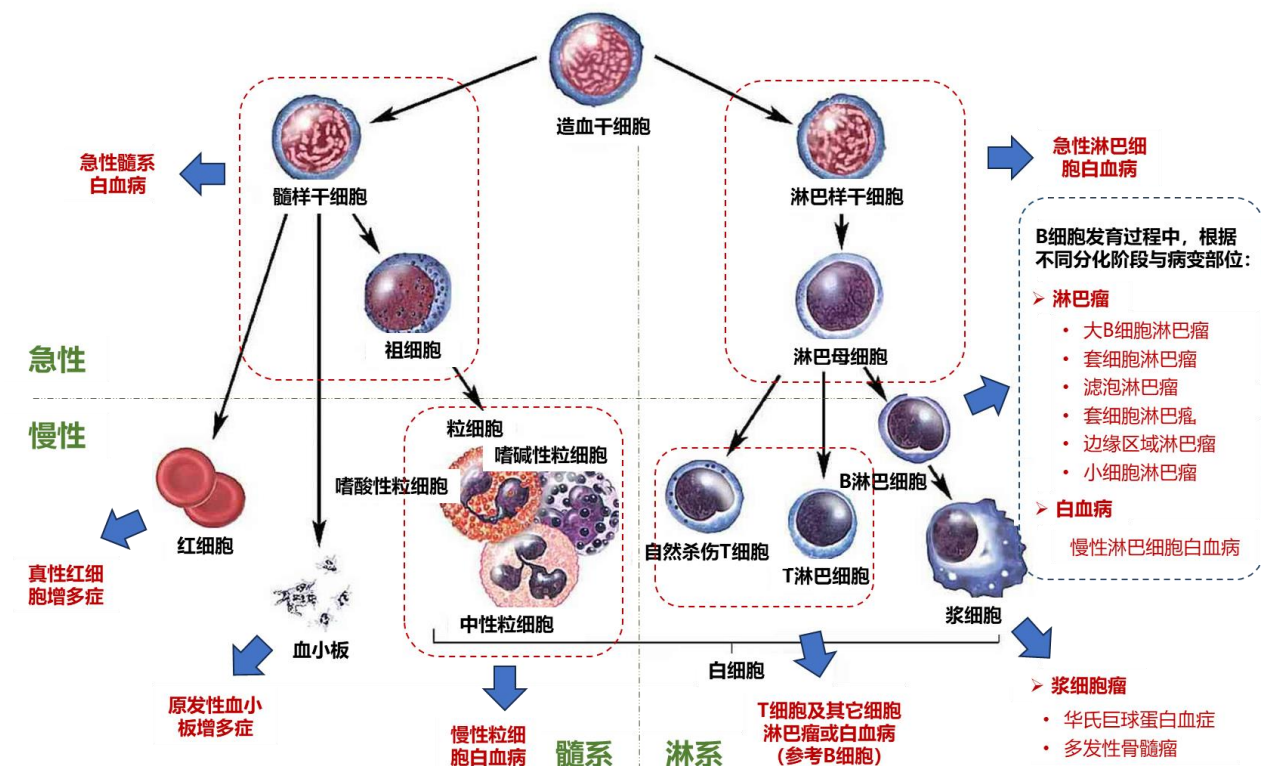 造血干细胞
急性髓系
白血病
髓样干细胞
淋巴样干细胞
急性淋巴细
胞白血病
祖细胞
淋巴母细胞
急性
慢性
B细胞发育过程中，根据
不同分化阶段与病变部位：
➢ 淋巴瘤
• 大B细胞淋巴瘤
• 套细胞淋巴瘤
• 滤泡淋巴瘤
• 套细胞淋巴瘤
• 边缘区域淋巴瘤
• 小细胞淋巴瘤
➢ 白血病
慢性淋巴细胞白血病
粒细胞
嗜碱性粒细胞
嗜酸性粒细胞
中性粒细胞
B淋巴细胞
自然杀伤T细胞
T淋巴细胞
浆细胞
红细胞
真性红细
胞增多症
血小板
白细胞
原发性血小
板增多症
慢性粒细
胞白血病
髓系
淋系
T细胞及其它细胞
淋巴瘤或白血病
（参考B细胞）
➢ 浆细胞瘤
• 华氏巨球蛋白血症
• 多发性骨髓瘤